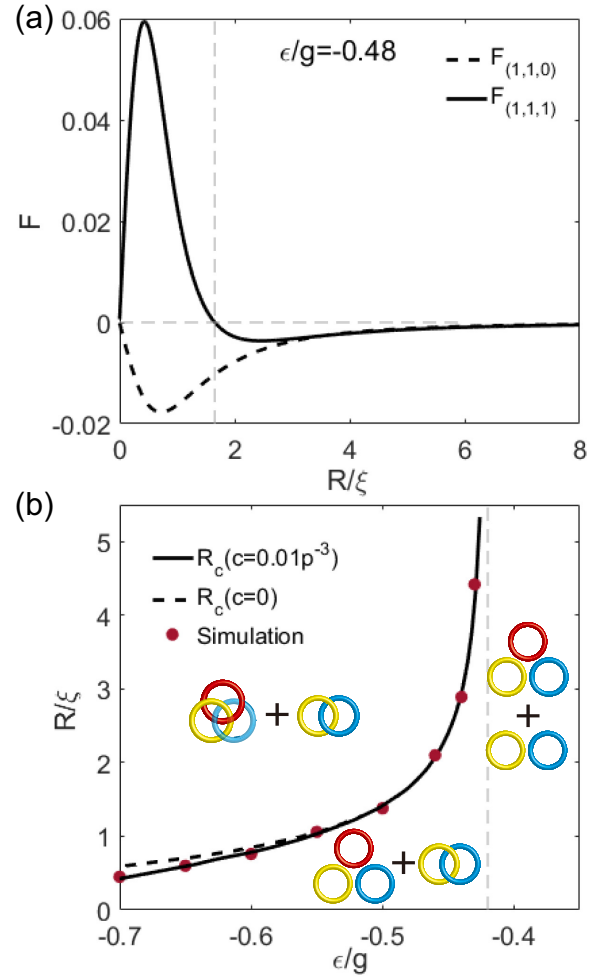 (a)
0.06
0.04
0.02
0
-0.02
F
ϵ/g=-0.48
F(1,1,0)
F(1,1,1)
0 2 4 6 8
R/ξ
(b)
5
4
3
2
1
0
R/ξ
Rc(c=0.01p-3)
Rc(c=0)
Simulation
+
+
+
-0.7 -0.6 -0.5 -0.4
ϵ/g